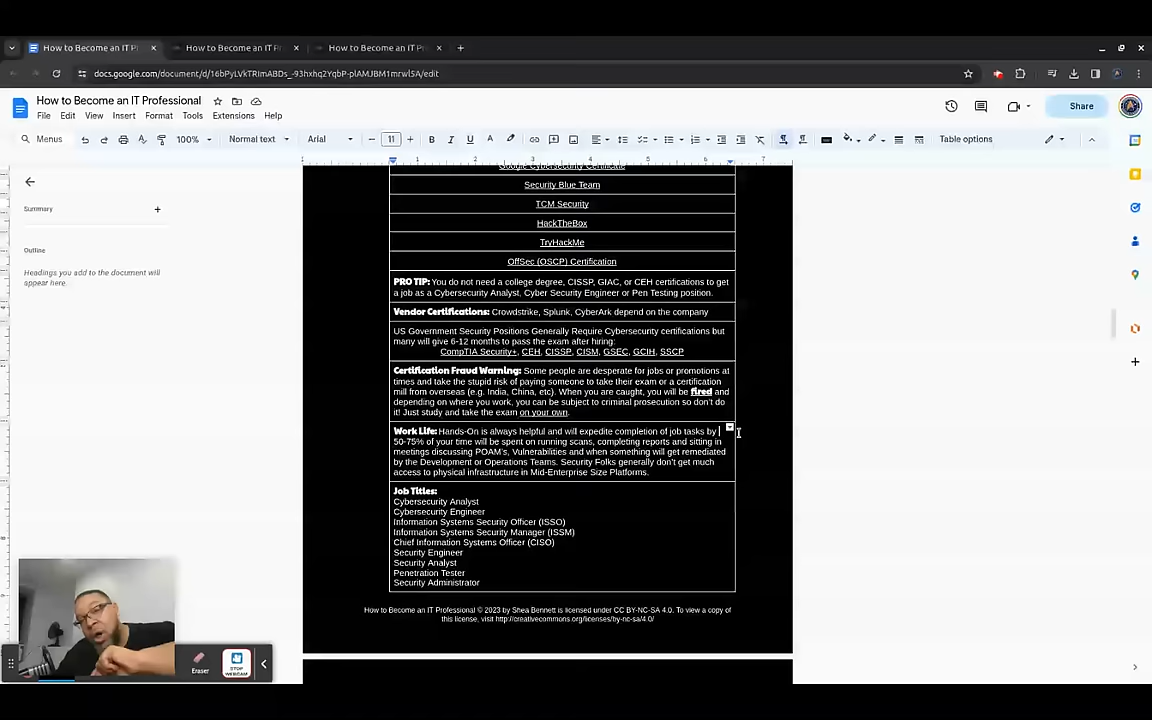 How to Become an IT P
How to Become an IT P
How to Become an IT P
docs.google.com/document/d/16bPyLVkTRImABDs_-93hxhq2YqbP-plAMJBM1mrwlSA/edit
How to Become an IT Professional
File Edit View Insert Format Tools Extensions Help
Share
Menus
100%
Normal text
Arial
11
Table options
1 1 2 3 4 5 6 7
Summary
Outline
Headings you add to the document will
appear here.
Google Cybersecurity Certificate
Security Blue Team
TCM Security
HackTheBox
TryHackMe
OffSec (OSCP) Certification
PRO TIP: You do not need a college degree, CISSP, GIAC, or CEH certifications to get
a job as a Cybersecurity Analyst, Cyber Security Engineer or Pen Testing position.
Vendor Certifications: Crowdstrike, Splunk, CyberArk depend on the company
US Government Security Positions Generally Require Cybersecurity certifications but
many will give 6-12 months to pass the exam after hiring:
CompTIA Security+, CEH, CISSP, CISM, GSEC, GCIH, SSCP
Certification Fraud Warning: Some people are desperate for jobs or promotions at
times and take the stupid risk of paying someone to take their exam or a certification
mill from overseas (e.g. India, China, etc). When you are caught, you will be fired and
depending on where you work, you can be subject to criminal prosecution so don't do
it! Just study and take the exam on your own.
Work Life: Hands-On is always helpful and will expedite completion of job tasks by
50-75% of your time will be spent on running scans, completing reports and sitting in
meetings discussing POAM's, Vulnerabilities and when something will get remediated
by the Development or Operations Teams. Security Folks generally don't get much
access to physical infrastructure in Mid-Enterprise Size Platforms.
Job Titles:
Cybersecurity Analyst
Cybersecurity Engineer
Information Systems Security Officer (ISSO)
Information Systems Security Manager (ISSM)
Chief Information Systems Officer (CISO)
Security Engineer
Security Analyst
Penetration Tester
Security Administrator
How to Become an IT Professional © 2023 by Shea Bennett is licensed under CC BY-NC-SA 4.0. To view a copy of
this license, visit http://creativecommons.org/licenses/by-nc-sa/4.0/
Eraser
STOP
WEBCAM